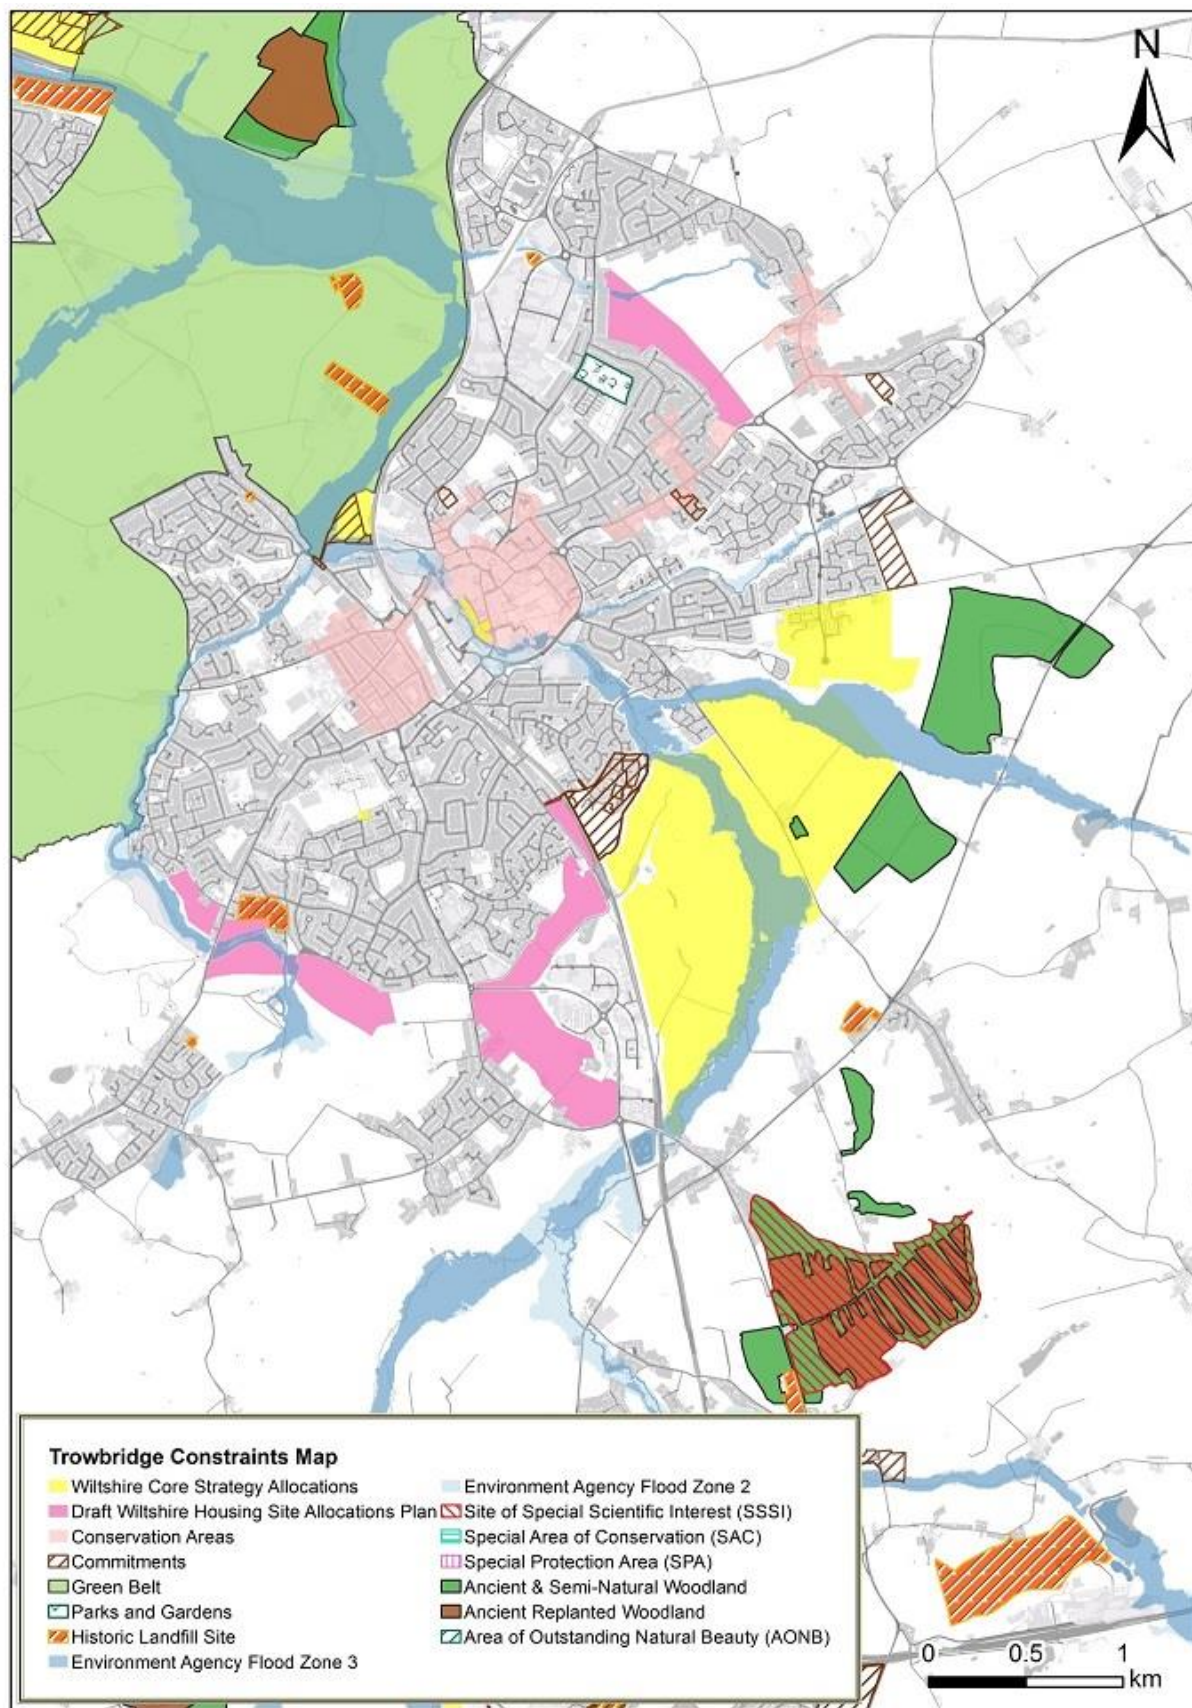 N
Trowbridge Constraints Map
Wiltshire Core Strategy Allocations
Draft Wiltshire Housing Site Allocations Plan
Conservation Areas
Commitments
Green Belt
Parks and Gardens
Historic Landfill Site
Environment Agency Flood Zone 3
Environment Agency Flood Zone 2
Site of Special Scientific Interest (SSSI)
Special Area of Conservation (SAC)
Special Protection Area (SPA)
Ancient & Semi-Natural Woodland
Ancient Replanted Woodland
Area of Outstanding Natural Beauty (AONB)
0 0.5 1
km